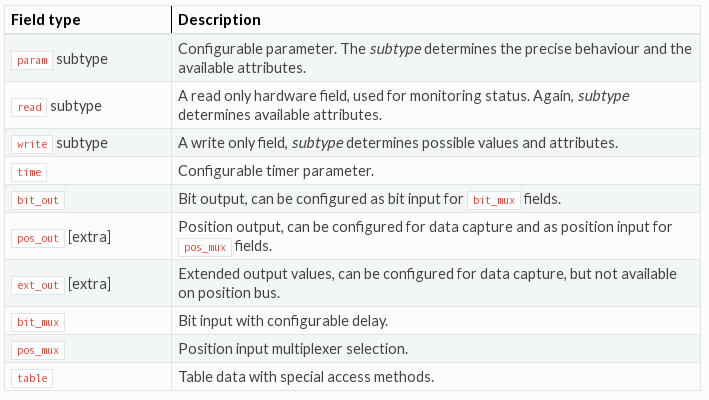 Field type Description
param subtype Configurable parameter. The subtype determines the precise behaviour and the
available attributes.
read subtype A read only hardware field, used for monitoring status. Again, subtype
determines available attributes.
write subtype A write only field, subtype determines possible values and attributes.
time Configurable timer parameter.
bit_out Bit output, can be configured as bit input for bit_mux fields.
pos_out [extra] Position output, can be configured for data capture and as position input for
pos_mux fields.
ext_out [extra] Extended output values, can be configured for data capture, but not available
on position bus.
bit_mux Bit input with configurable delay.
pos_mux Position input multiplexer selection.
table Table data with special access methods.